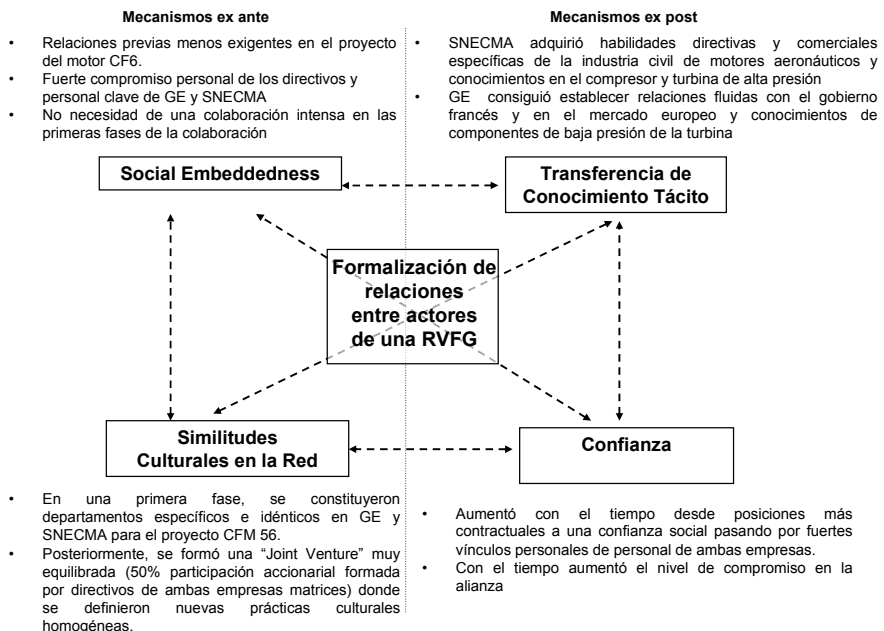 Mecanismos ex ante
• Relaciones previas menos exigentes en el proyecto
del motor CF6.
• Fuerte compromiso personal de los directivos y
personal clave de GE y SNECMA
• No necesidad de una colaboración intensa en las
primeras fases de la colaboración
Mecanismos ex post
• SNECMA adquirió habilidades directivas y comerciales
específicas de la industria civil de motores aeronáuticos y
conocimientos en el compresor y turbina de alta presión
• GE consiguió establecer relaciones fluidas con el gobierno
francés y en el mercado europeo y conocimientos de
componentes de baja presión de la turbina
Social Embeddedness
Transferencia de
Conocimiento Tácito
Formalización de
relaciones
entre actores
de una RVFG
Similitudes
Culturales en la Red
Confianza
• En una primera fase, se constituyeron
departamentos específicos e idénticos en GE y
SNECMA para el proyecto CFM 56.
• Posteriormente, se formó una “Joint Venture” muy
equilibrada (50% participación accionarial formada
por directivos de ambas empresas matrices) donde
se definieron nuevas prácticas culturales
homogéneas.
• Aumentó con el tiempo desde posiciones más
contractuales a una confianza social pasando por fuertes
vínculos personales de personal de ambas empresas.
• Con el tiempo aumentó el nivel de compromiso en la
alianza